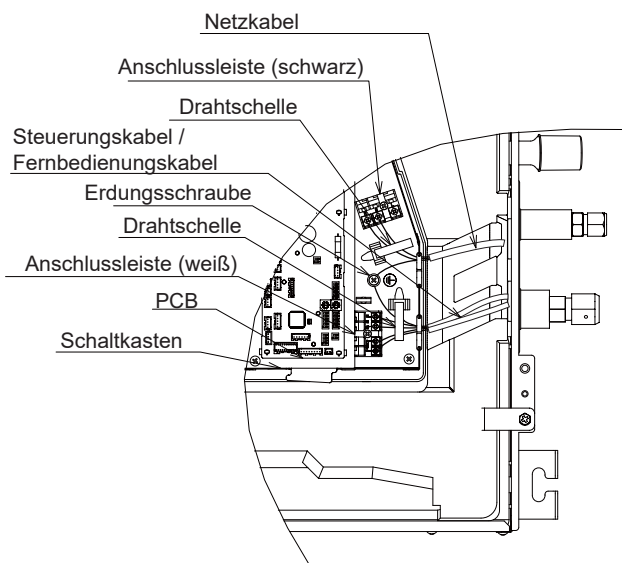 Netzkabel
Anschlussleiste (schwarz)
Drahtschelle
Steuerungskabel /
Fernbedienungskabel
Erdungsschraube
Drahtschelle
Anschlussleiste (weiß)
PCB
Schaltkasten